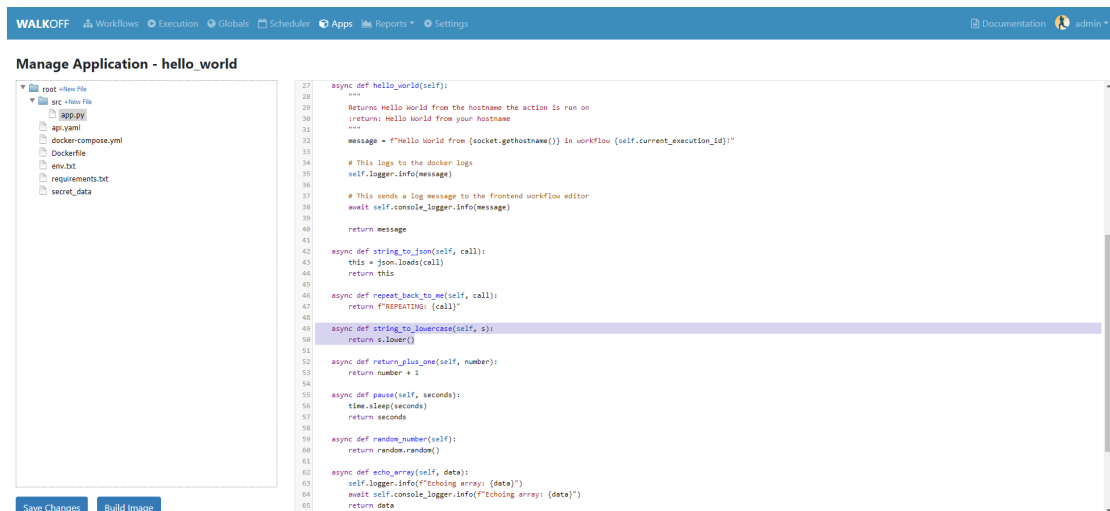 WALKOFF Workflows Execution Globals Scheduler Apps Reports Settings Documentation admin
Manage Application - hello_world
root +New File
src +New File
app.py
api.yaml
docker-compose.yml
Dockerfile
env.txt
requirements.txt
secret_data
27 async def hello_world(self):
28 """
29 Returns Hello World from the hostname the action is run on
30 :return: Hello World from your hostname
31 """
32 message = f"Hello World from {socket.gethostname()} in workflow {self.current_execution_id}!"
33
34 # This logs to the docker logs
35 self.logger.info(message)
36
37 # This sends a log message to the frontend workflow editor
38 await self.console_logger.info(message)
39
40 return message
41
42 async def string_to_json(self, call):
43 this = json.loads(call)
44 return this
45
46 async def repeat_back_to_me(self, call):
47 return f"REPEATING: {call}"
48
49 async def string_to_lowercase(self, s):
50 return s.lower()
51
52 async def return_plus_one(self, number):
53 return number + 1
54
55 async def pause(self, seconds):
56 time.sleep(seconds)
57 return seconds
58
59 async def random_number(self):
60 return random.random()
61
62 async def echo_array(self, data):
63 self.logger.info(f"Echoing array: {data}")
64 await self.console_logger.info(f"Echoing array: {data}")
65 return data
Save Changes Build Image